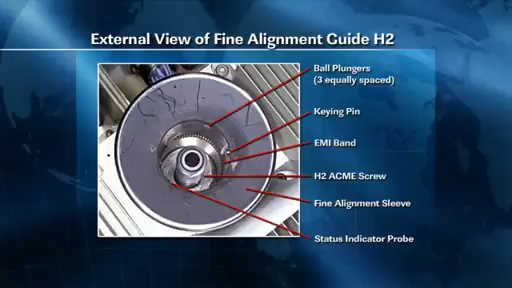 External View of Fine Alignment Guide H2
Ball Plungers
(3 equally spaced)
Keying Pin
EMI Band
H2 ACME Screw
Fine Alignment Sleeve
Status Indicator Probe